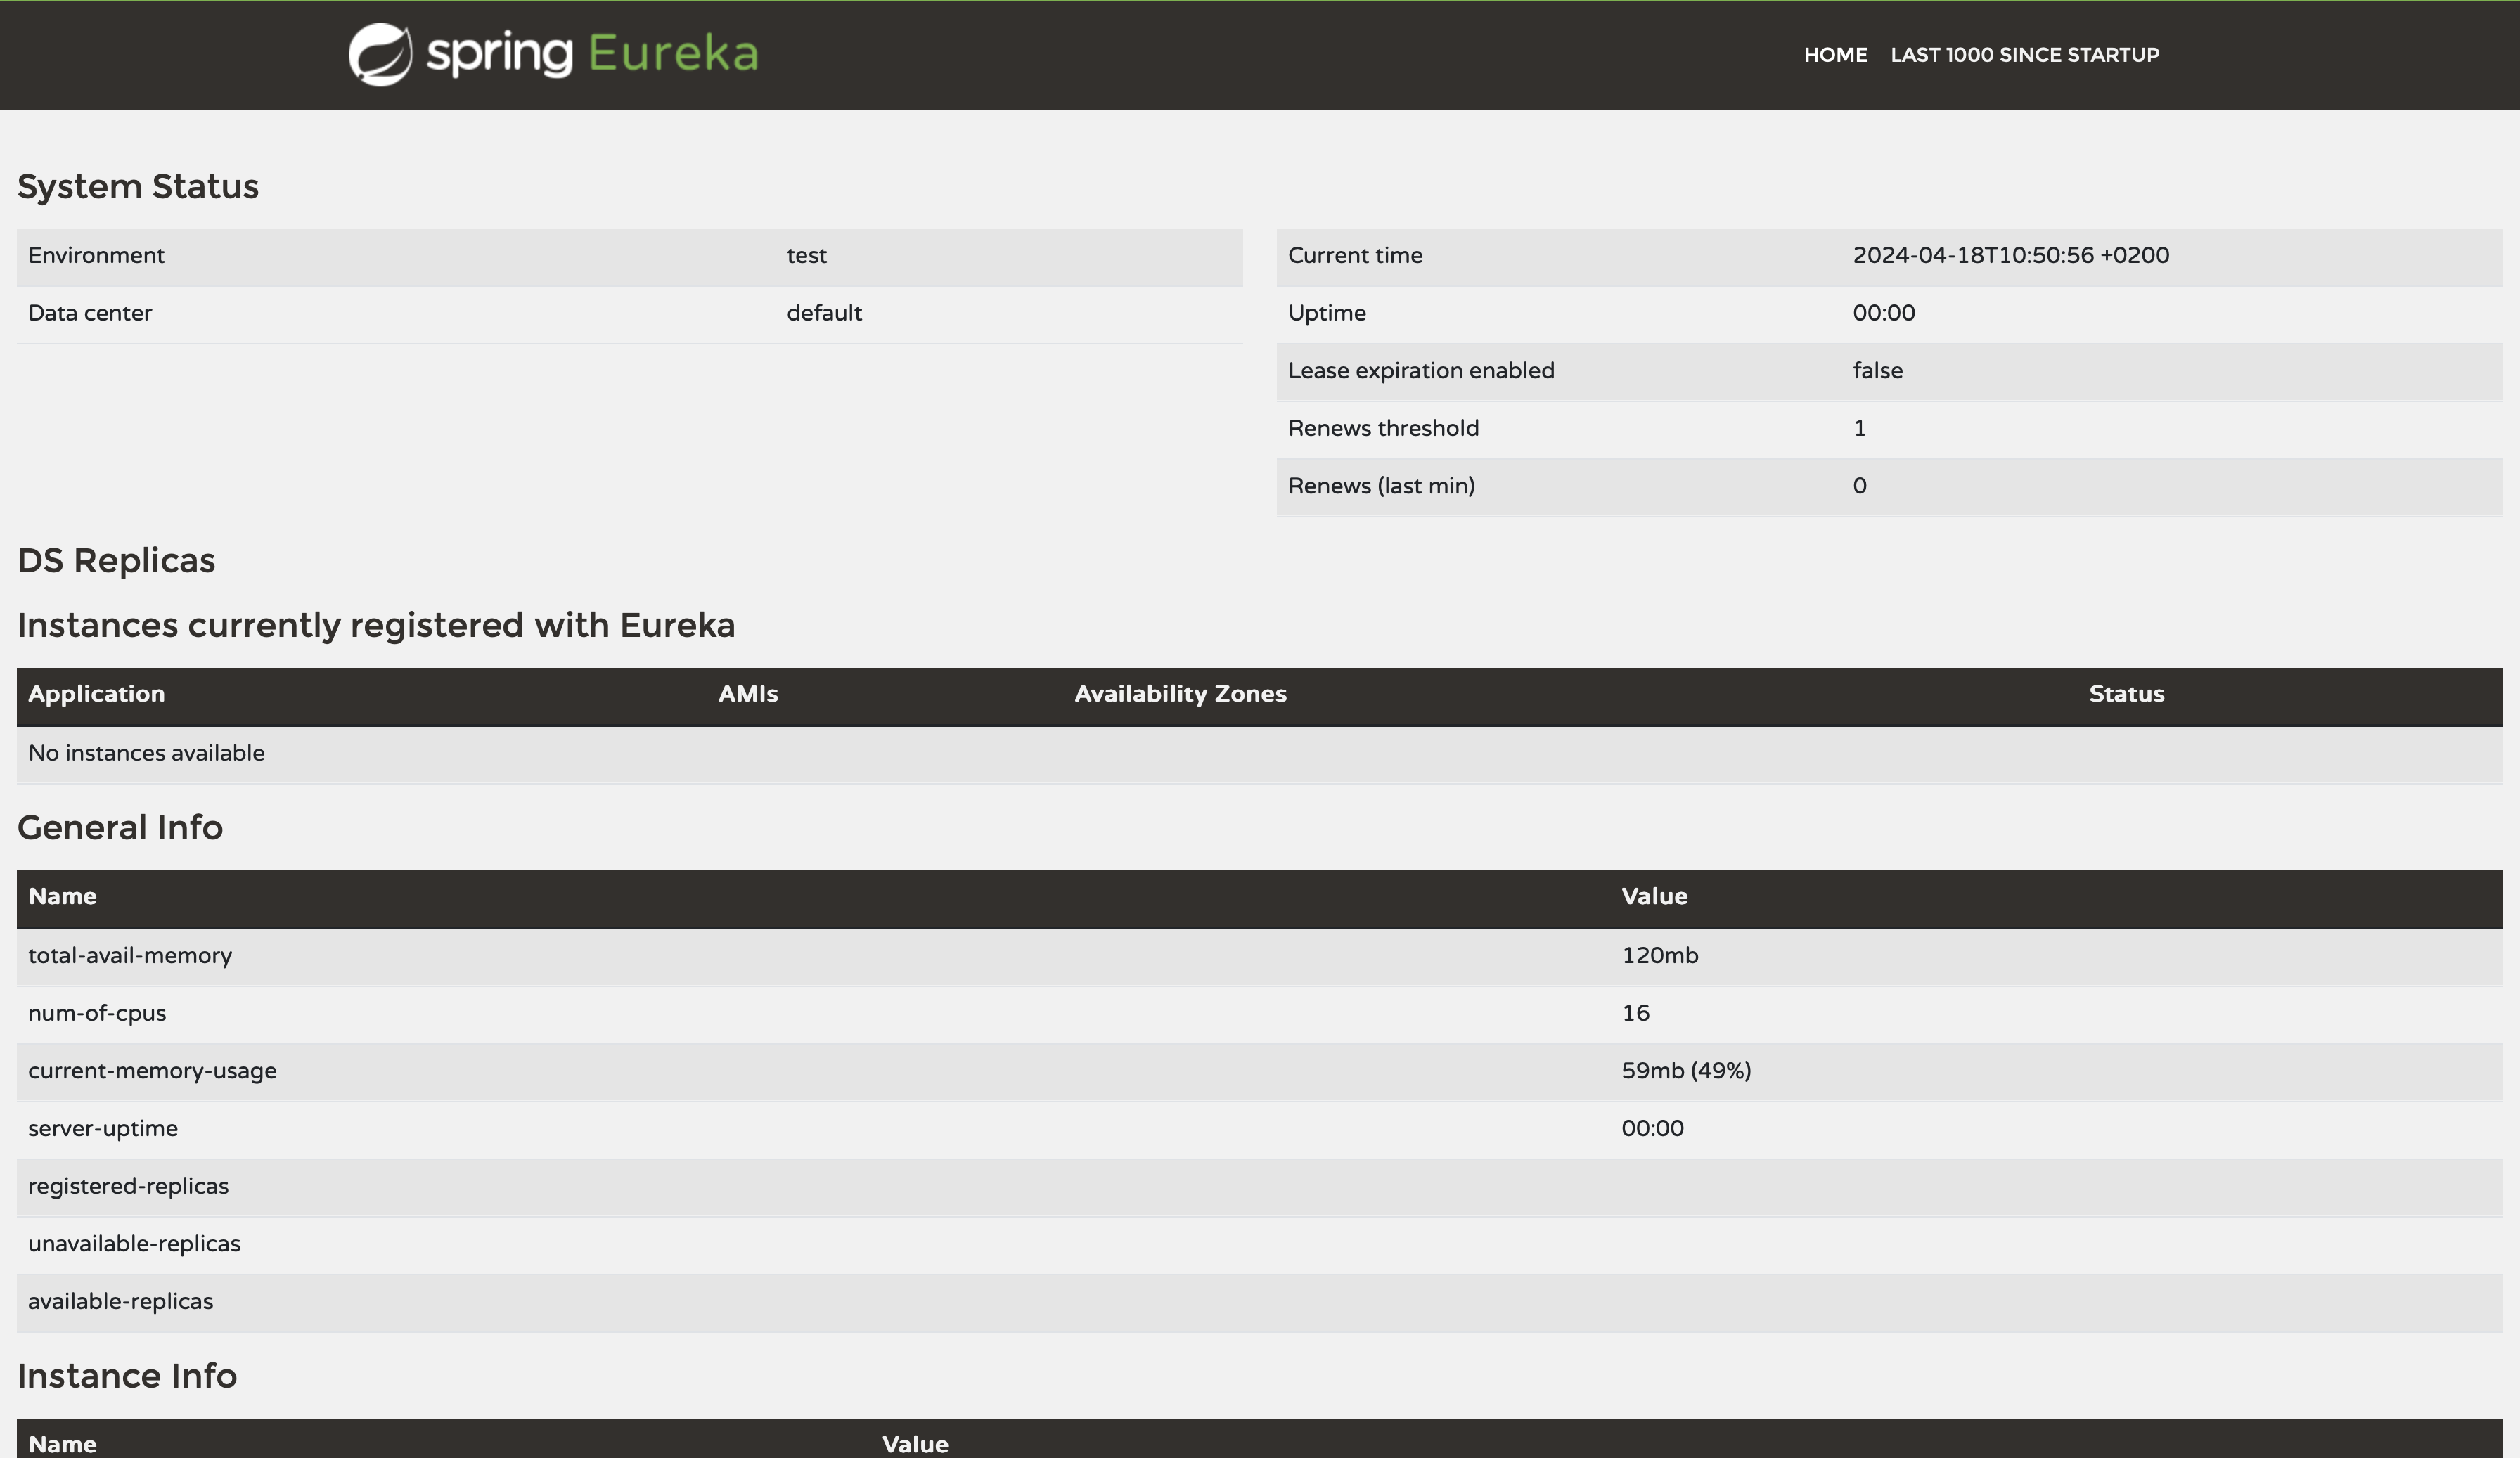 spring Eureka
HOME LAST 1000 SINCE STARTUP
System Status
Environment test
Data center default
Current time 2024-04-18T10:50:56 +0200
Uptime 00:00
Lease expiration enabled false
Renews threshold 1
Renews (last min) 0
DS Replicas
Instances currently registered with Eureka
Application AMIs Availability Zones Status
No instances available
General Info
Name Value
total-avail-memory 120mb
num-of-cpus 16
current-memory-usage 59mb (49%)
server-uptime 00:00
registered-replicas
unavailable-replicas
available-replicas
Instance Info
Name Value